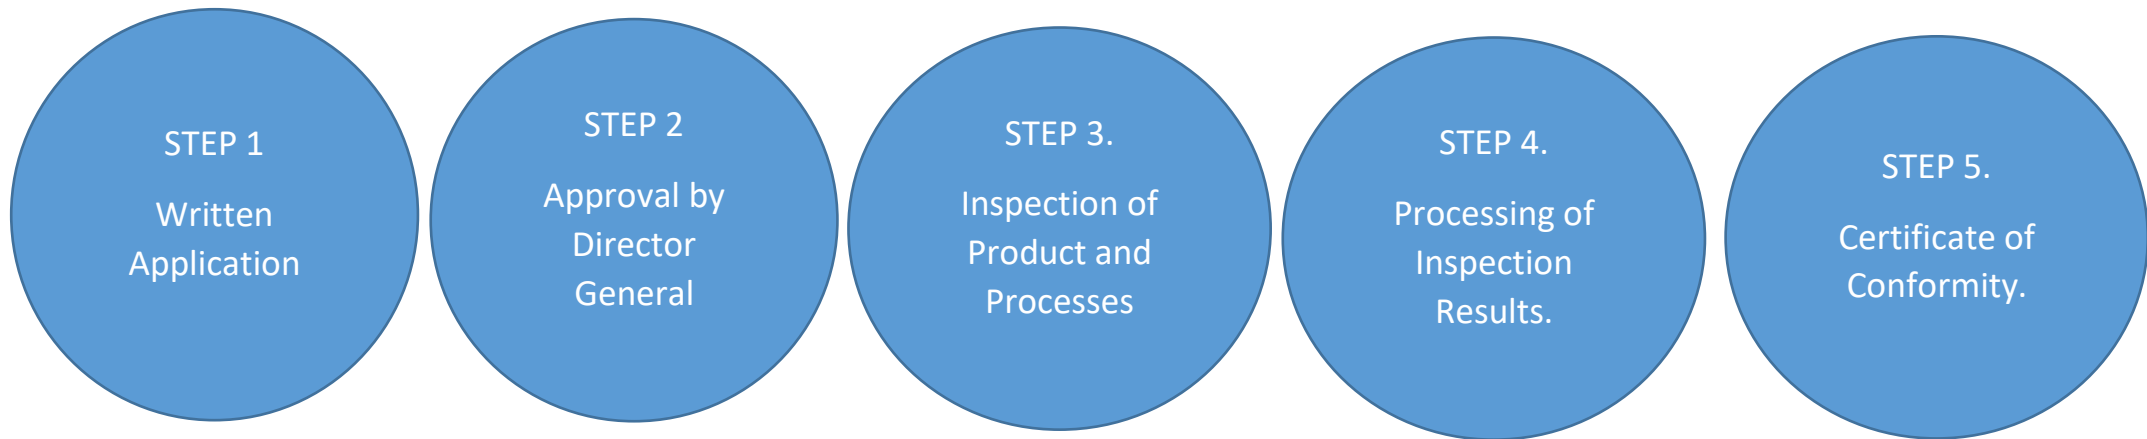 STEP 1
Written
Application
STEP 2
Approval by
Director
General
STEP 3.
Inspection of
Product and
Processes
STEP 4.
Processing of
Inspection
Results.
STEP 5.
Certificate of
Conformity.